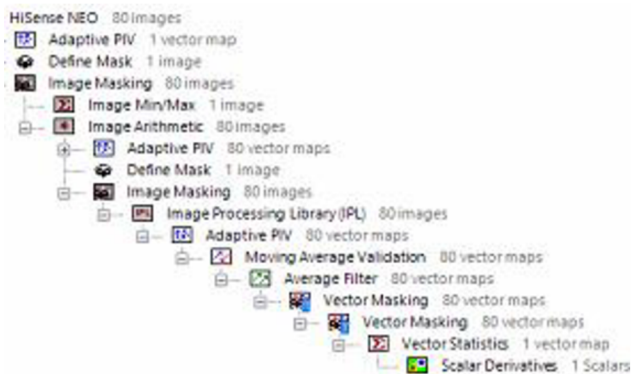 HiSense NEO 80 images
Adaptive PIV 1 vector map
Define Mask 1 image
Image Masking 80 images
Image Min/Max 1 image
Image Arithmetic 80 images
Adaptive PIV 80 vector maps
Define Mask 1 image
Image Masking 80 images
IPL Image Processing Library (IPL) 80 images
Adaptive PIV 80 vector maps
Moving Average Validation 80 vector maps
Average Filter 80 vector maps
Vector Masking 80 vector maps
Vector Masking 80 vector maps
Vector Statistics 1 vector map
Scalar Derivatives 1 Scalars